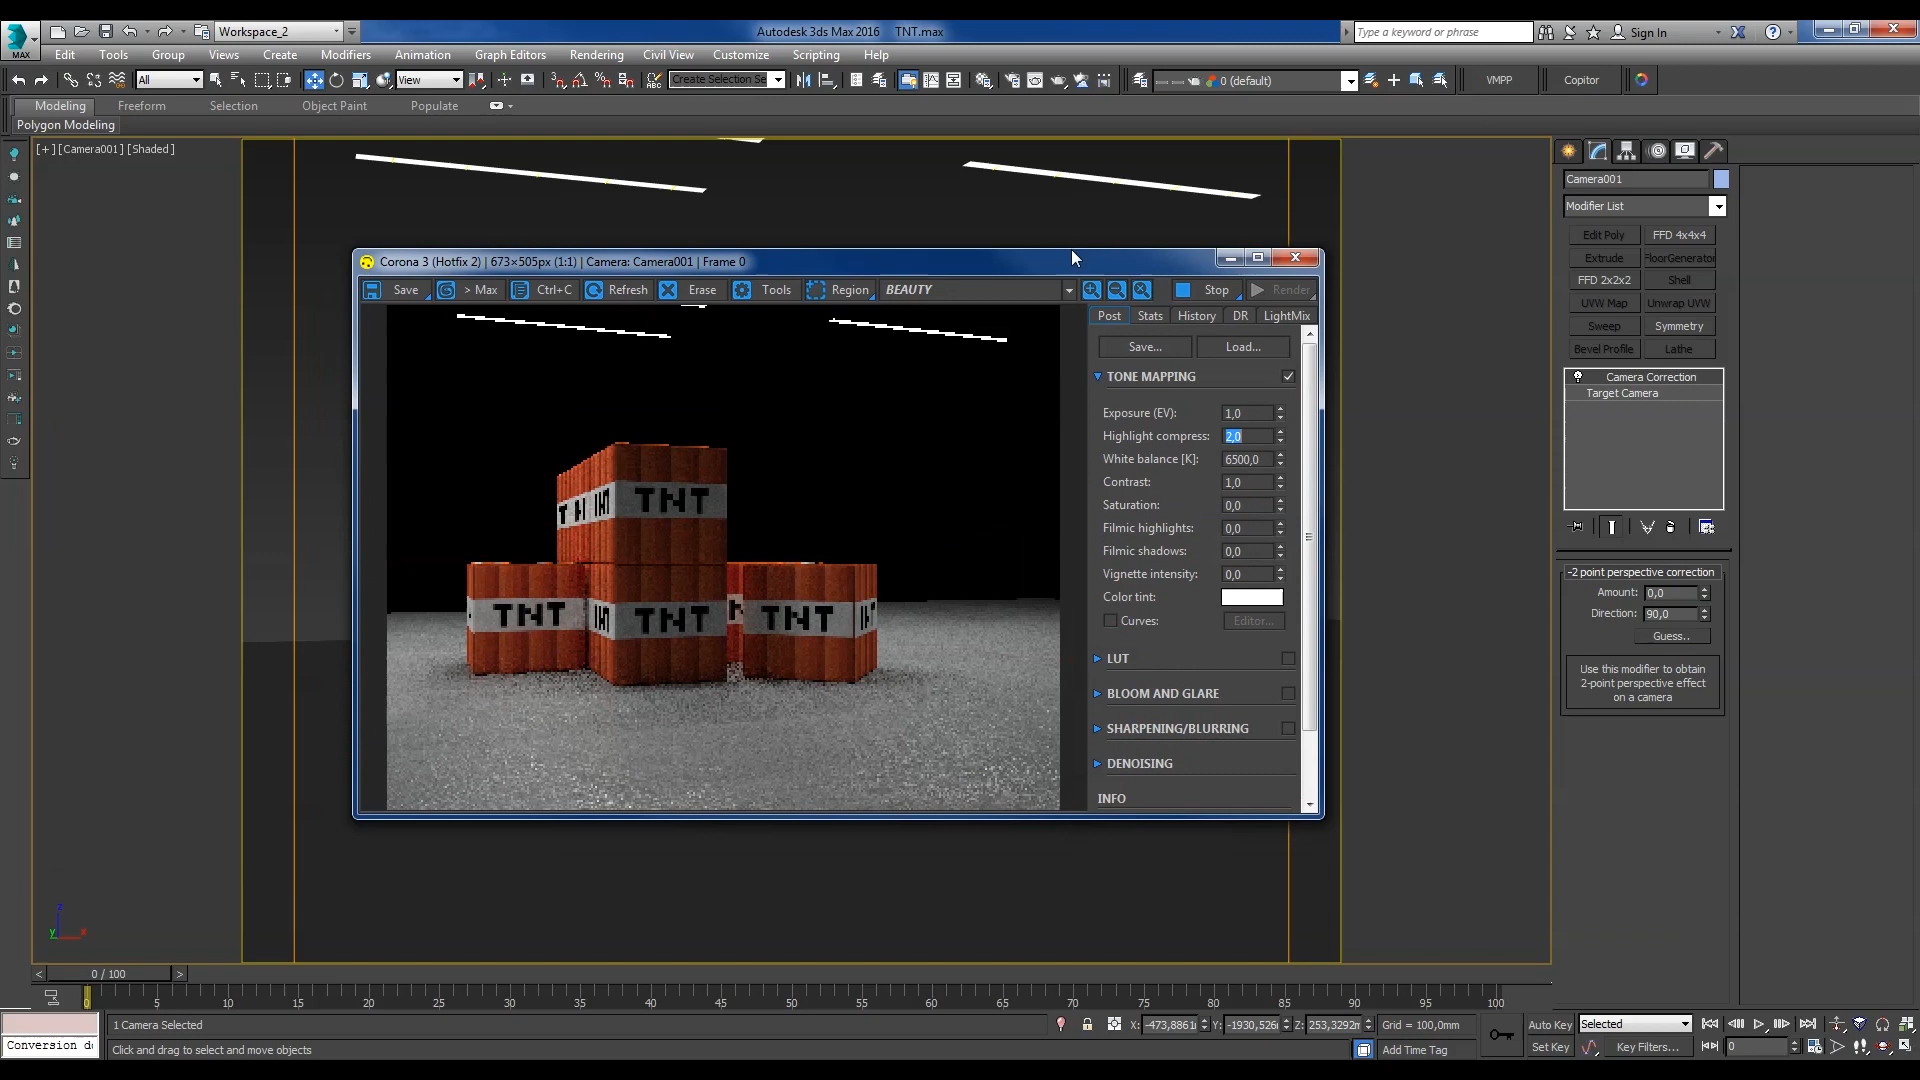 Workspace_2
Autodesk 3ds Max 2016 TNT.max
Type a keyword or phrase
Sign In
MAX
Edit Tools Group Views Create Modifiers Animation Graph Editors Rendering Civil View Customize Scripting Help
All
View
Create Selection Se
0 (default)
VMPP
Copitor
Modeling Freeform Selection Object Paint Populate
Polygon Modeling
[+] [Camera001] [Shaded]
Camera001
Modifier List
Edit Poly FFD 4x4x4
Extrude FloorGenerator
FFD 2x2x2 Shell
UVW Map Unwrap UVW
Sweep Symmetry
Bevel Profile Lathe
Camera Correction
Target Camera
-2 point perspective correction
Amount: 0,0
Direction: 90,0
Guess..
Use this modifier to obtain
2-point perspective effect
on a camera
Corona 3 (Hotfix 2) | 673×505px (1:1) | Camera: Camera001 | Frame 0
Save > Max Ctrl+C Refresh Erase Tools Region BEAUTY Stop Render
Post Stats History DR LightMix
Save... Load...
TONE MAPPING
Exposure (EV): 1,0
Highlight compress: 2,0
White balance [K]: 6500,0
Contrast: 1,0
Saturation: 0,0
Filmic highlights: 0,0
Filmic shadows: 0,0
Vignette intensity: 0,0
Color tint:
Curves: Editor...
LUT
BLOOM AND GLARE
SHARPENING/BLURRING
DENOISING
INFO
TNT
TNT
TNT
TNT
z
y x
< 0 / 100 >
0 5 10 15 20 25 30 35 40 45 50 55 60 65 70 75 80 85 90 95 100
1 Camera Selected
X: -473,886 Y: -1930,526 Z: 253,3292m Grid = 100,0mm
Auto Key Selected
Conversion d
Click and drag to select and move objects
Add Time Tag
Set Key Key Filters... 0